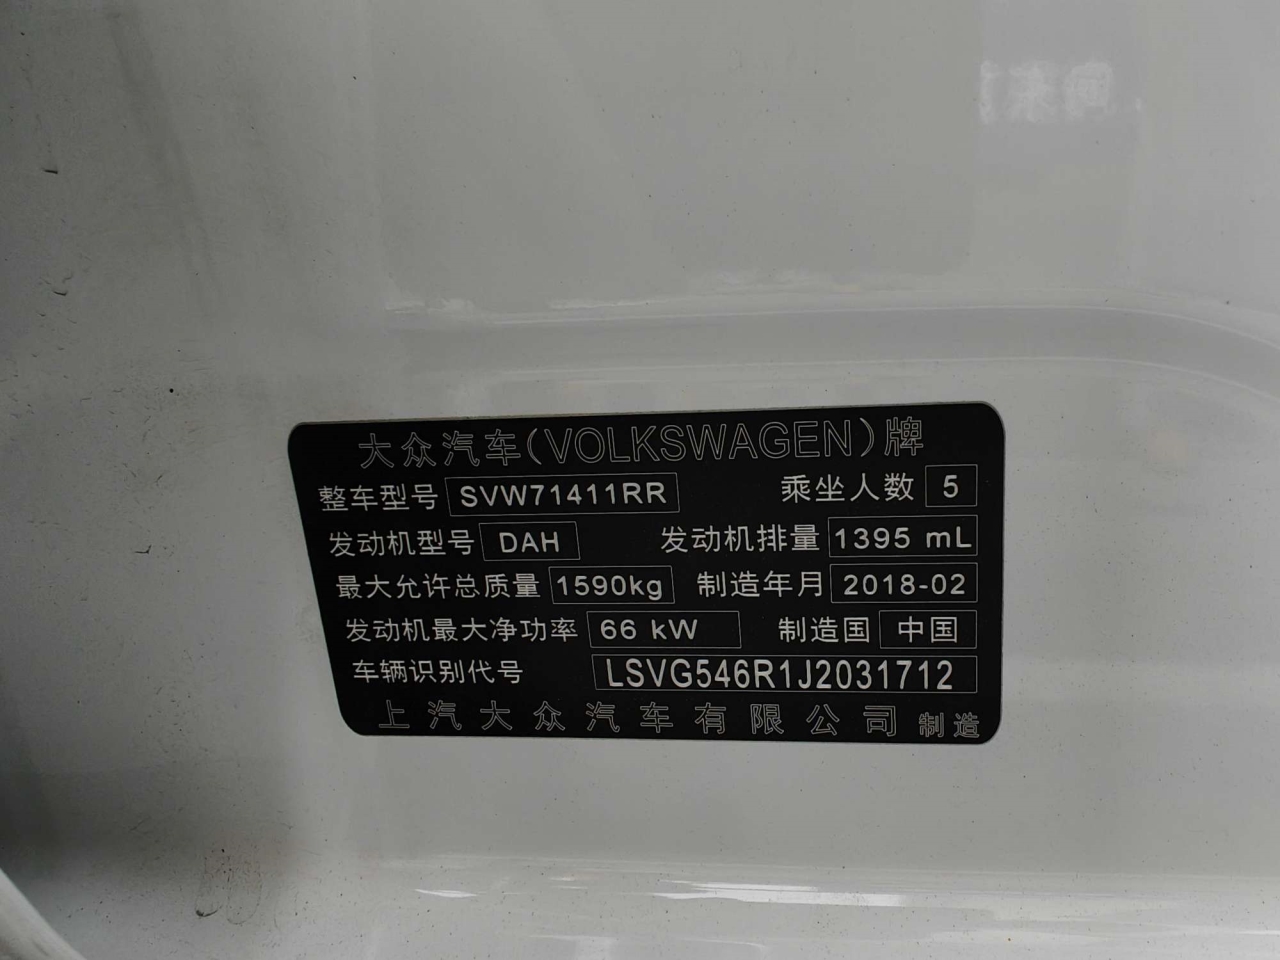 大众汽车(VOLKSWAGEN)牌
整车型号 SVW71411RR 乘坐人数 5
发动机型号 DAH 发动机排量 1395 mL
最大允许总质量 1590kg 制造年月 2018-02
发动机最大净功率 66 kW 制造国 中国
车辆识别代号 LSVG546R1J2031712
上汽大众汽车有限公司 制造